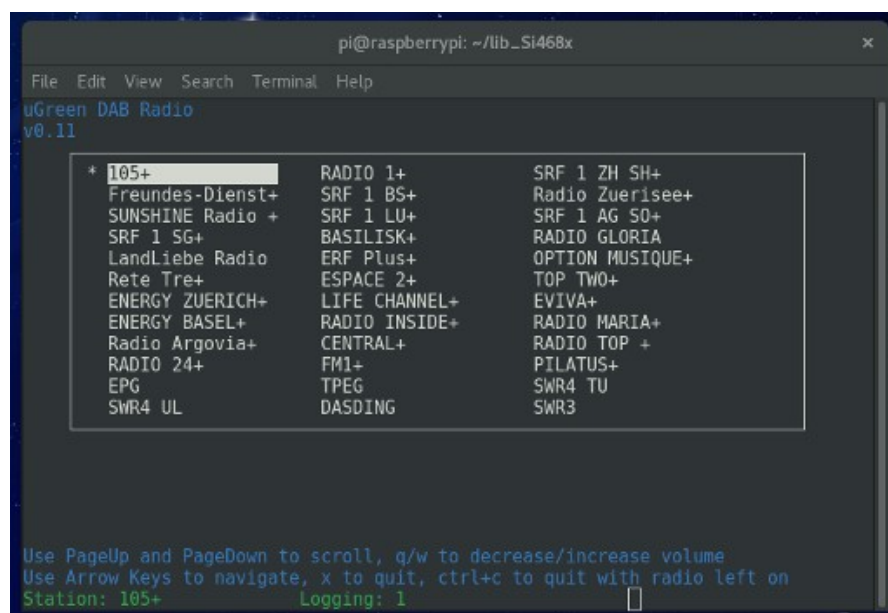 pi@raspberrypi: ~/lib_Si468x ×
File Edit View Search Terminal Help
uGreen DAB Radio
v0.11
* 105+ RADIO 1+ SRF 1 ZH SH+
Freundes-Dienst+ SRF 1 BS+ Radio Zuerisee+
SUNSHINE Radio + SRF 1 LU+ SRF 1 AG SO+
SRF 1 SG+ BASILISK+ RADIO GLORIA
LandLiebe Radio ERF Plus+ OPTION MUSIQUE+
Rete Tre+ ESPACE 2+ TOP TWO+
ENERGY ZUERICH+ LIFE CHANNEL+ EVIVA+
ENERGY BASEL+ RADIO INSIDE+ RADIO MARIA+
Radio Argovia+ CENTRAL+ RADIO TOP +
RADIO 24+ FM1+ PILATUS+
EPG TPEG SWR4 TU
SWR4 UL DASDING SWR3
Use PageUp and PageDown to scroll, q/w to decrease/increase volume
Use Arrow Keys to navigate, x to quit, ctrl+c to quit with radio left on
Station: 105+ Logging: 1